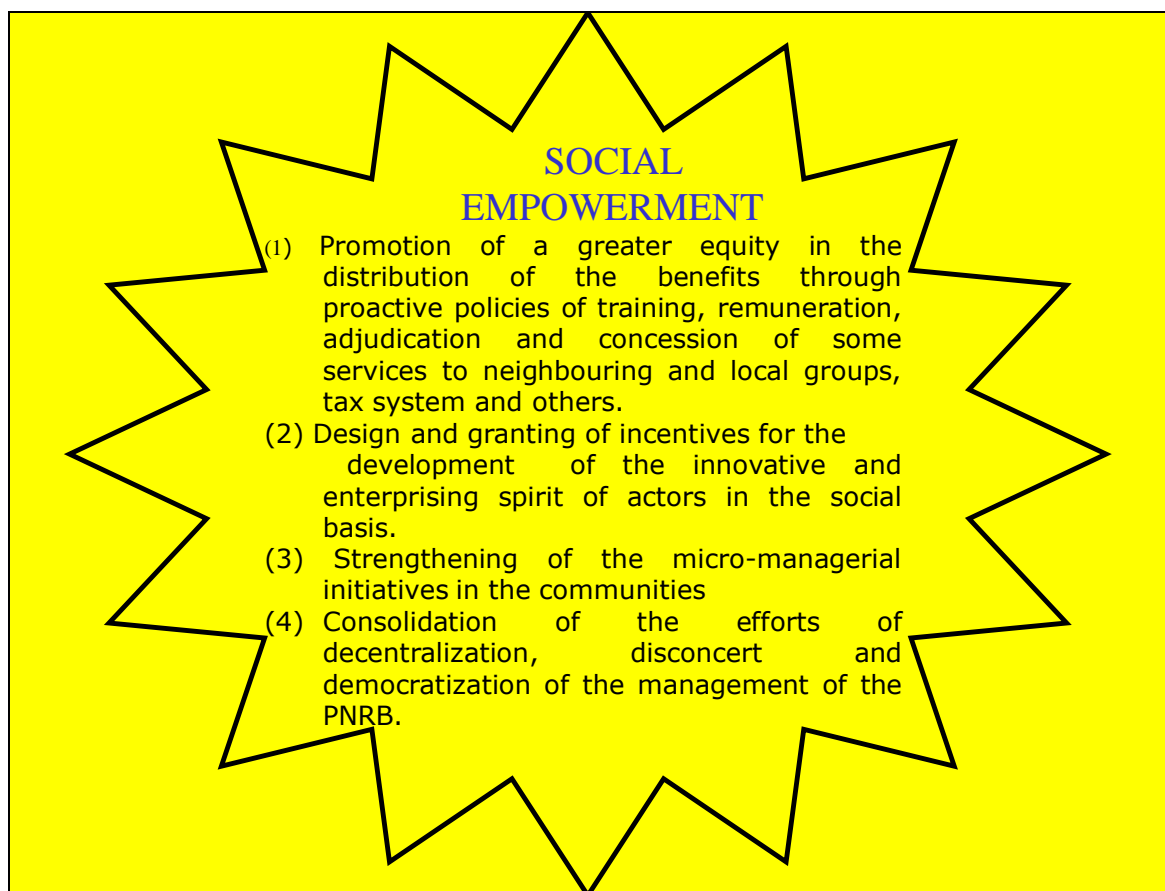 SOCIAL
EMPOWERMENT
(1) Promotion of a greater equity in the
distribution of the benefits through
proactive policies of training, remuneration,
adjudication and concession of some
services to neighbouring and local groups,
tax system and others.
(2) Design and granting of incentives for the
development of the innovative and
enterprising spirit of actors in the social
basis.
(3) Strengthening of the micro-managerial
initiatives in the communities
(4) Consolidation of the efforts of
decentralization, disconcert and
democratization of the management of the
PNRB.